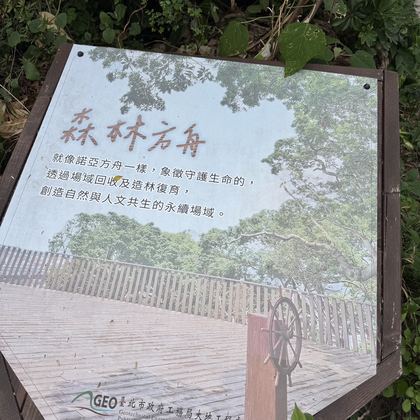 森林方舟
就像諾亞方舟一樣，象徵守護生命的，
透過場域回收及造林復育，
創造自然與人文共生的永續場域。
GEO 臺北市政府工務局大地工程
Geotechnical